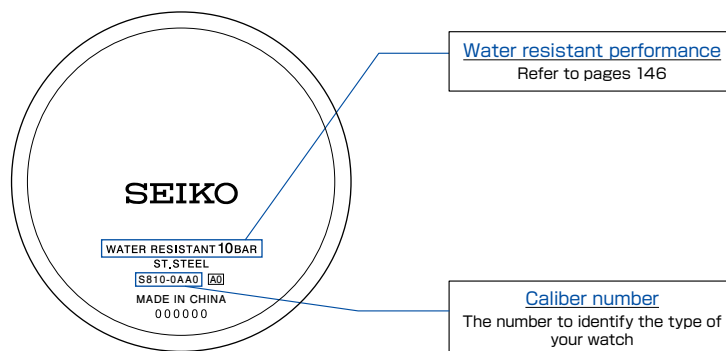 Water resistant performance
Refer to pages 146
SEIKO
WATER RESISTANT 10BAR
ST.STEEL
S810-0AA0 A0
MADE IN CHINA
000000
Caliber number
The number to identify the type of
your watch